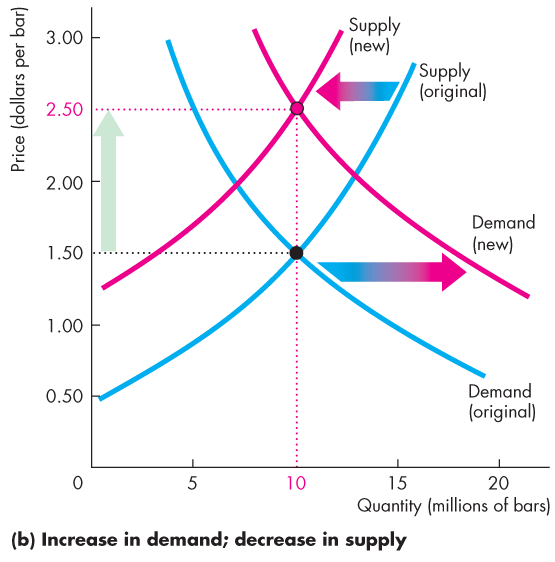 Price (dollars per bar)
3.00
2.50
2.00
1.50
1.00
0.50
0
5
10
15
20
Quantity (millions of bars)
Supply
(new)
Supply
(original)
Demand
(new)
Demand
(original)
(b) Increase in demand; decrease in supply